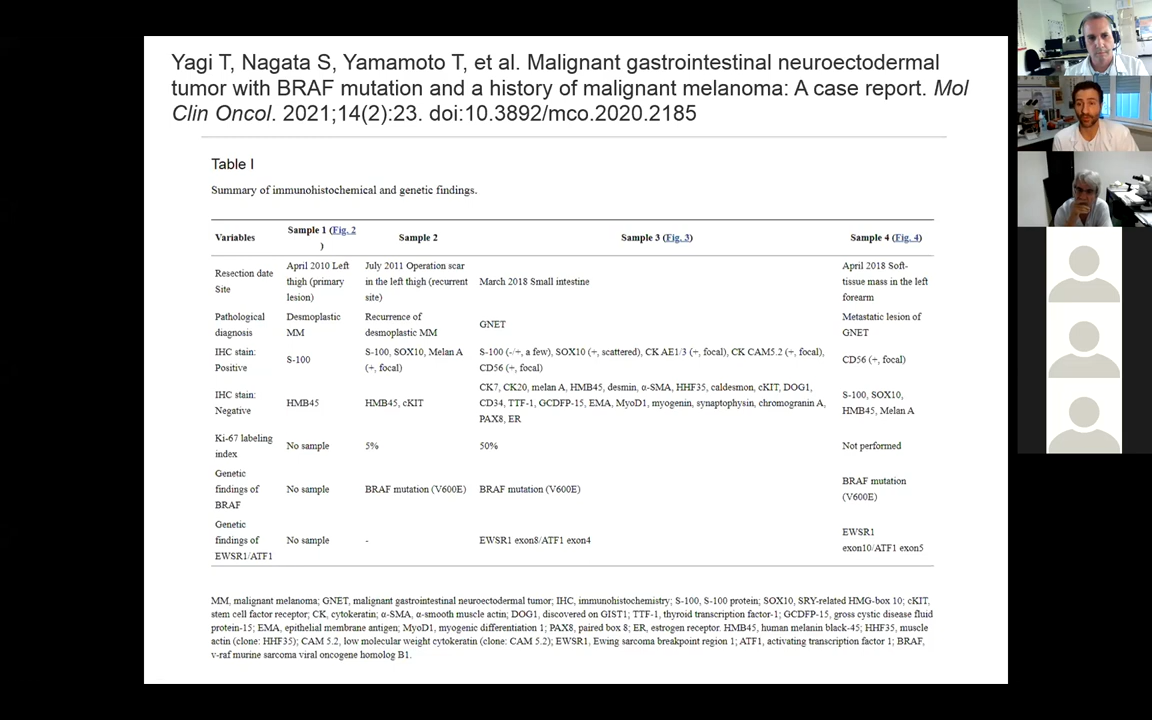 Yagi T, Nagata S, Yamamoto T, et al. Malignant gastrointestinal neuroectodermal
tumor with BRAF mutation and a history of malignant melanoma: A case report. Mol
Clin Oncol. 2021;14(2):23. doi:10.3892/mco.2020.2185
Table I
Summary of immunohistochemical and genetic findings.
Variables
Sample 1 (Fig. 2
)
Sample 2
Sample 3 (Fig. 3)
Sample 4 (Fig. 4)
Resection date
Site
April 2010 Left
thigh (primary
lesion)
July 2011 Operation scar
in the left thigh (recurrent
site)
March 2018 Small intestine
April 2018 Soft-
tissue mass in the left
forearm
Pathological
diagnosis
Desmoplastic
MM
Recurrence of
desmoplastic MM
GNET
Metastatic lesion of
GNET
IHC stain:
Positive
S-100
S-100, SOX10, Melan A
(+, focal)
S-100 (-/+, a few), SOX10 (+, scattered), CK AE1/3 (+, focal), CK CAM5.2 (+, focal),
CD56 (+, focal)
CD56 (+, focal)
IHC stain:
Negative
HMB45
HMB45, cKIT
CK7, CK20, melan A, HMB45, desmin, α-SMA, HHF35, caldesmon, cKIT, DOG1,
CD34, TTF-1, GCDFP-15, EMA, MyoD1, myogenin, synaptophysin, chromogranin A,
PAX8, ER
S-100, SOX10,
HMB45, Melan A
Ki-67 labeling
index
No sample
5%
50%
Not performed
Genetic
findings of
BRAF
No sample
BRAF mutation (V600E)
BRAF mutation (V600E)
BRAF mutation
(V600E)
Genetic
findings of
EWSR1/ATF1
No sample
-
EWSR1 exon8/ATF1 exon4
EWSR1
exon10/ATF1 exon5
MM, malignant melanoma; GNET, malignant gastrointestinal neuroectodermal tumor; IHC, immunohistochemistry; S-100, S-100 protein; SOX10, SRY-related HMG-box 10; cKIT,
stem cell factor receptor; CK, cytokeratin; α-SMA, α-smooth muscle actin; DOG1, discovered on GIST1; TTF-1, thyroid transcription factor-1; GCDFP-15, gross cystic disease fluid
protein-15; EMA, epithelial membrane antigen; MyoD1, myogenic differentiation 1; PAX8, paired box 8; ER, estrogen receptor. HMB45, human melanin black-45; HHF35, muscle
actin (clone: HHF35); CAM 5.2, low molecular weight cytokeratin (clone: CAM 5.2); EWSR1, Ewing sarcoma breakpoint region 1; ATF1, activating transcription factor 1; BRAF,
v-raf murine sarcoma viral oncogene homolog B1.